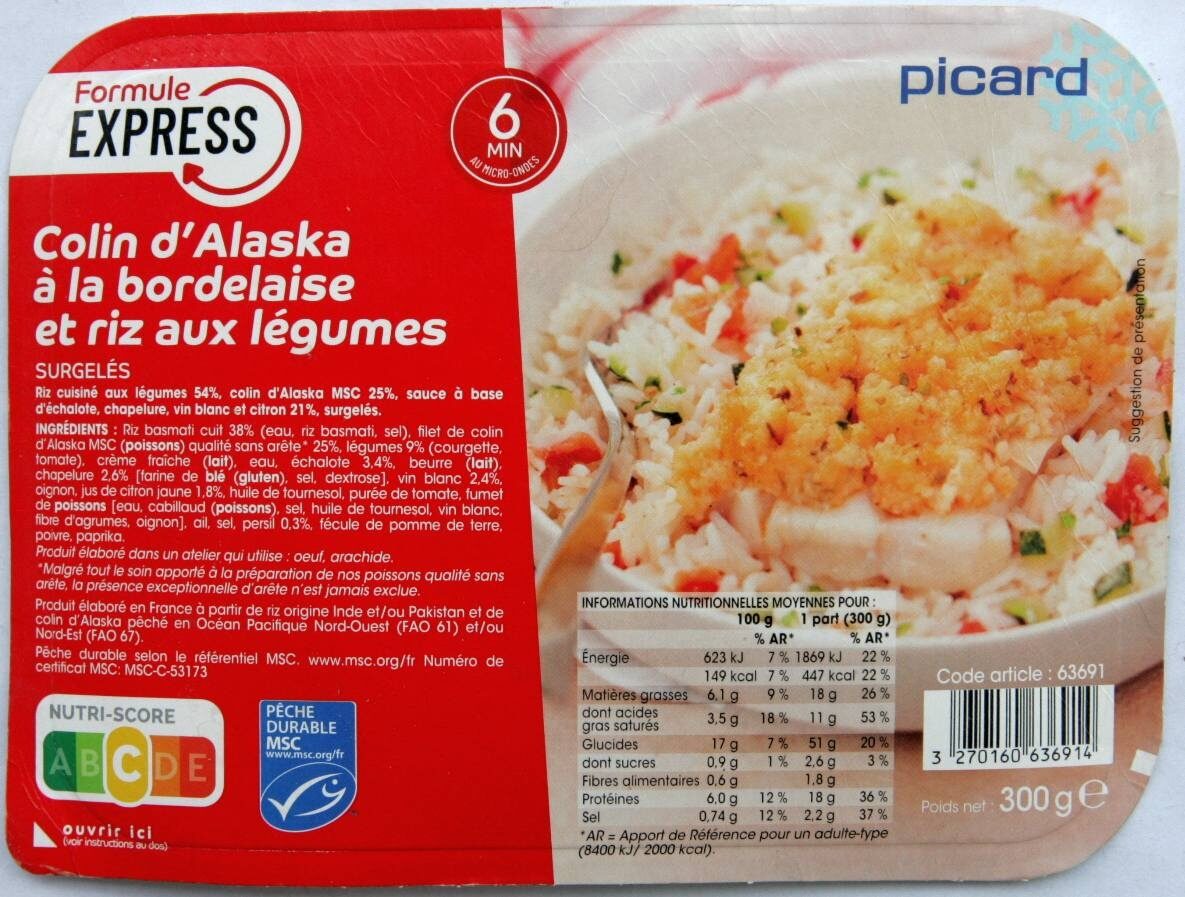 Formule
EXPRESS
6
MIN
AU MICRO-ONDES
picard
Colin d'Alaska
à la bordelaise
et riz aux légumes
SURGELÉS
Riz cuisiné aux légumes 54%, colin d'Alaska MSC 25%, sauce à base
d'échalote, chapelure, vin blanc et citron 21%, surgelés.
INGRÉDIENTS : Riz basmati cuit 38% (eau, riz basmati, sel), filet de colin
d'Alaska MSC (poissons) qualité sans arête* 25%, légumes 9% (courgette,
tomate), crème fraîche (lait), eau, échalote 3,4%, beurre (lait),
chapelure 2,6% [farine de blé (gluten), sel, dextrose], vin blanc 2,4%,
oignon, jus de citron jaune 1,8%, huile de tournesol, purée de tomate, fumet
de poissons [eau, cabillaud (poissons), sel, huile de tournesol, vin blanc,
fibre d'agrumes, oignon], ail, sel, persil 0,3%, fécule de pomme de terre,
poivre, paprika.
Produit élaboré dans un atelier qui utilise : oeuf, arachide.
*Malgré tout le soin apporté à la préparation de nos poissons qualité sans
arête, la présence exceptionnelle d'arête n'est jamais exclue.
Produit élaboré en France à partir de riz origine Inde et/ou Pakistan et de
colin d'Alaska pêché en Océan Pacifique Nord-Ouest (FAO 61) et/ou
Nord-Est (FAO 67).
Pêche durable selon le référentiel MSC. www.msc.org/fr Numéro de
certificat MSC: MSC-C-53173
NUTRI-SCORE
A B C D E
PÊCHE
DURABLE
MSC
www.msc.org/fr
ouvrir ici
(voir instructions au dos)
Suggestion de présentation
INFORMATIONS NUTRITIONNELLES MOYENNES POUR :
100 g 1 part (300 g)
% AR* % AR*
Énergie 623 kJ 7 % 1869 kJ 22 %
149 kcal 7 % 447 kcal 22 %
Matières grasses 6,1 g 9 % 18 g 26 %
dont acides
gras saturés 3,5 g 18 % 11 g 53 %
Glucides 17 g 7 % 51 g 20 %
dont sucres 0,9 g 1 % 2,6 g 3 %
Fibres alimentaires 0,6 g 1.8 g
Protéines 6,0 g 12 % 18 g 36 %
Sel 0,74 g 12 % 2,2 g 37 %
*AR = Apport de Référence pour un adulte-type
(8400 kJ/ 2000 kcal).
Code article : 63691
3 270160 636914
Poids net : 300 g e